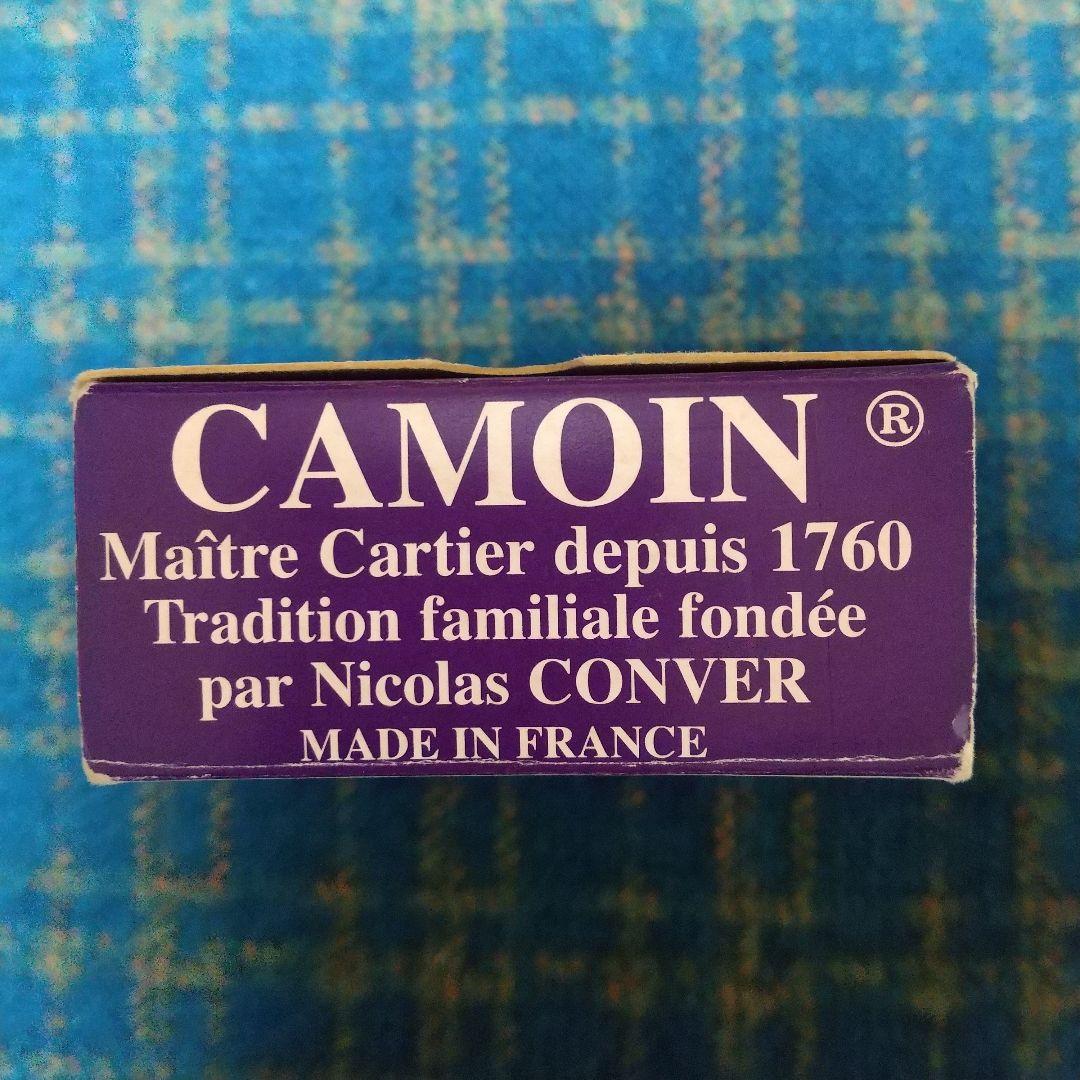 CAMOIN ®
Maître Cartier depuis 1760
Tradition familiale fondée
par Nicolas CONVER
MADE IN FRANCE